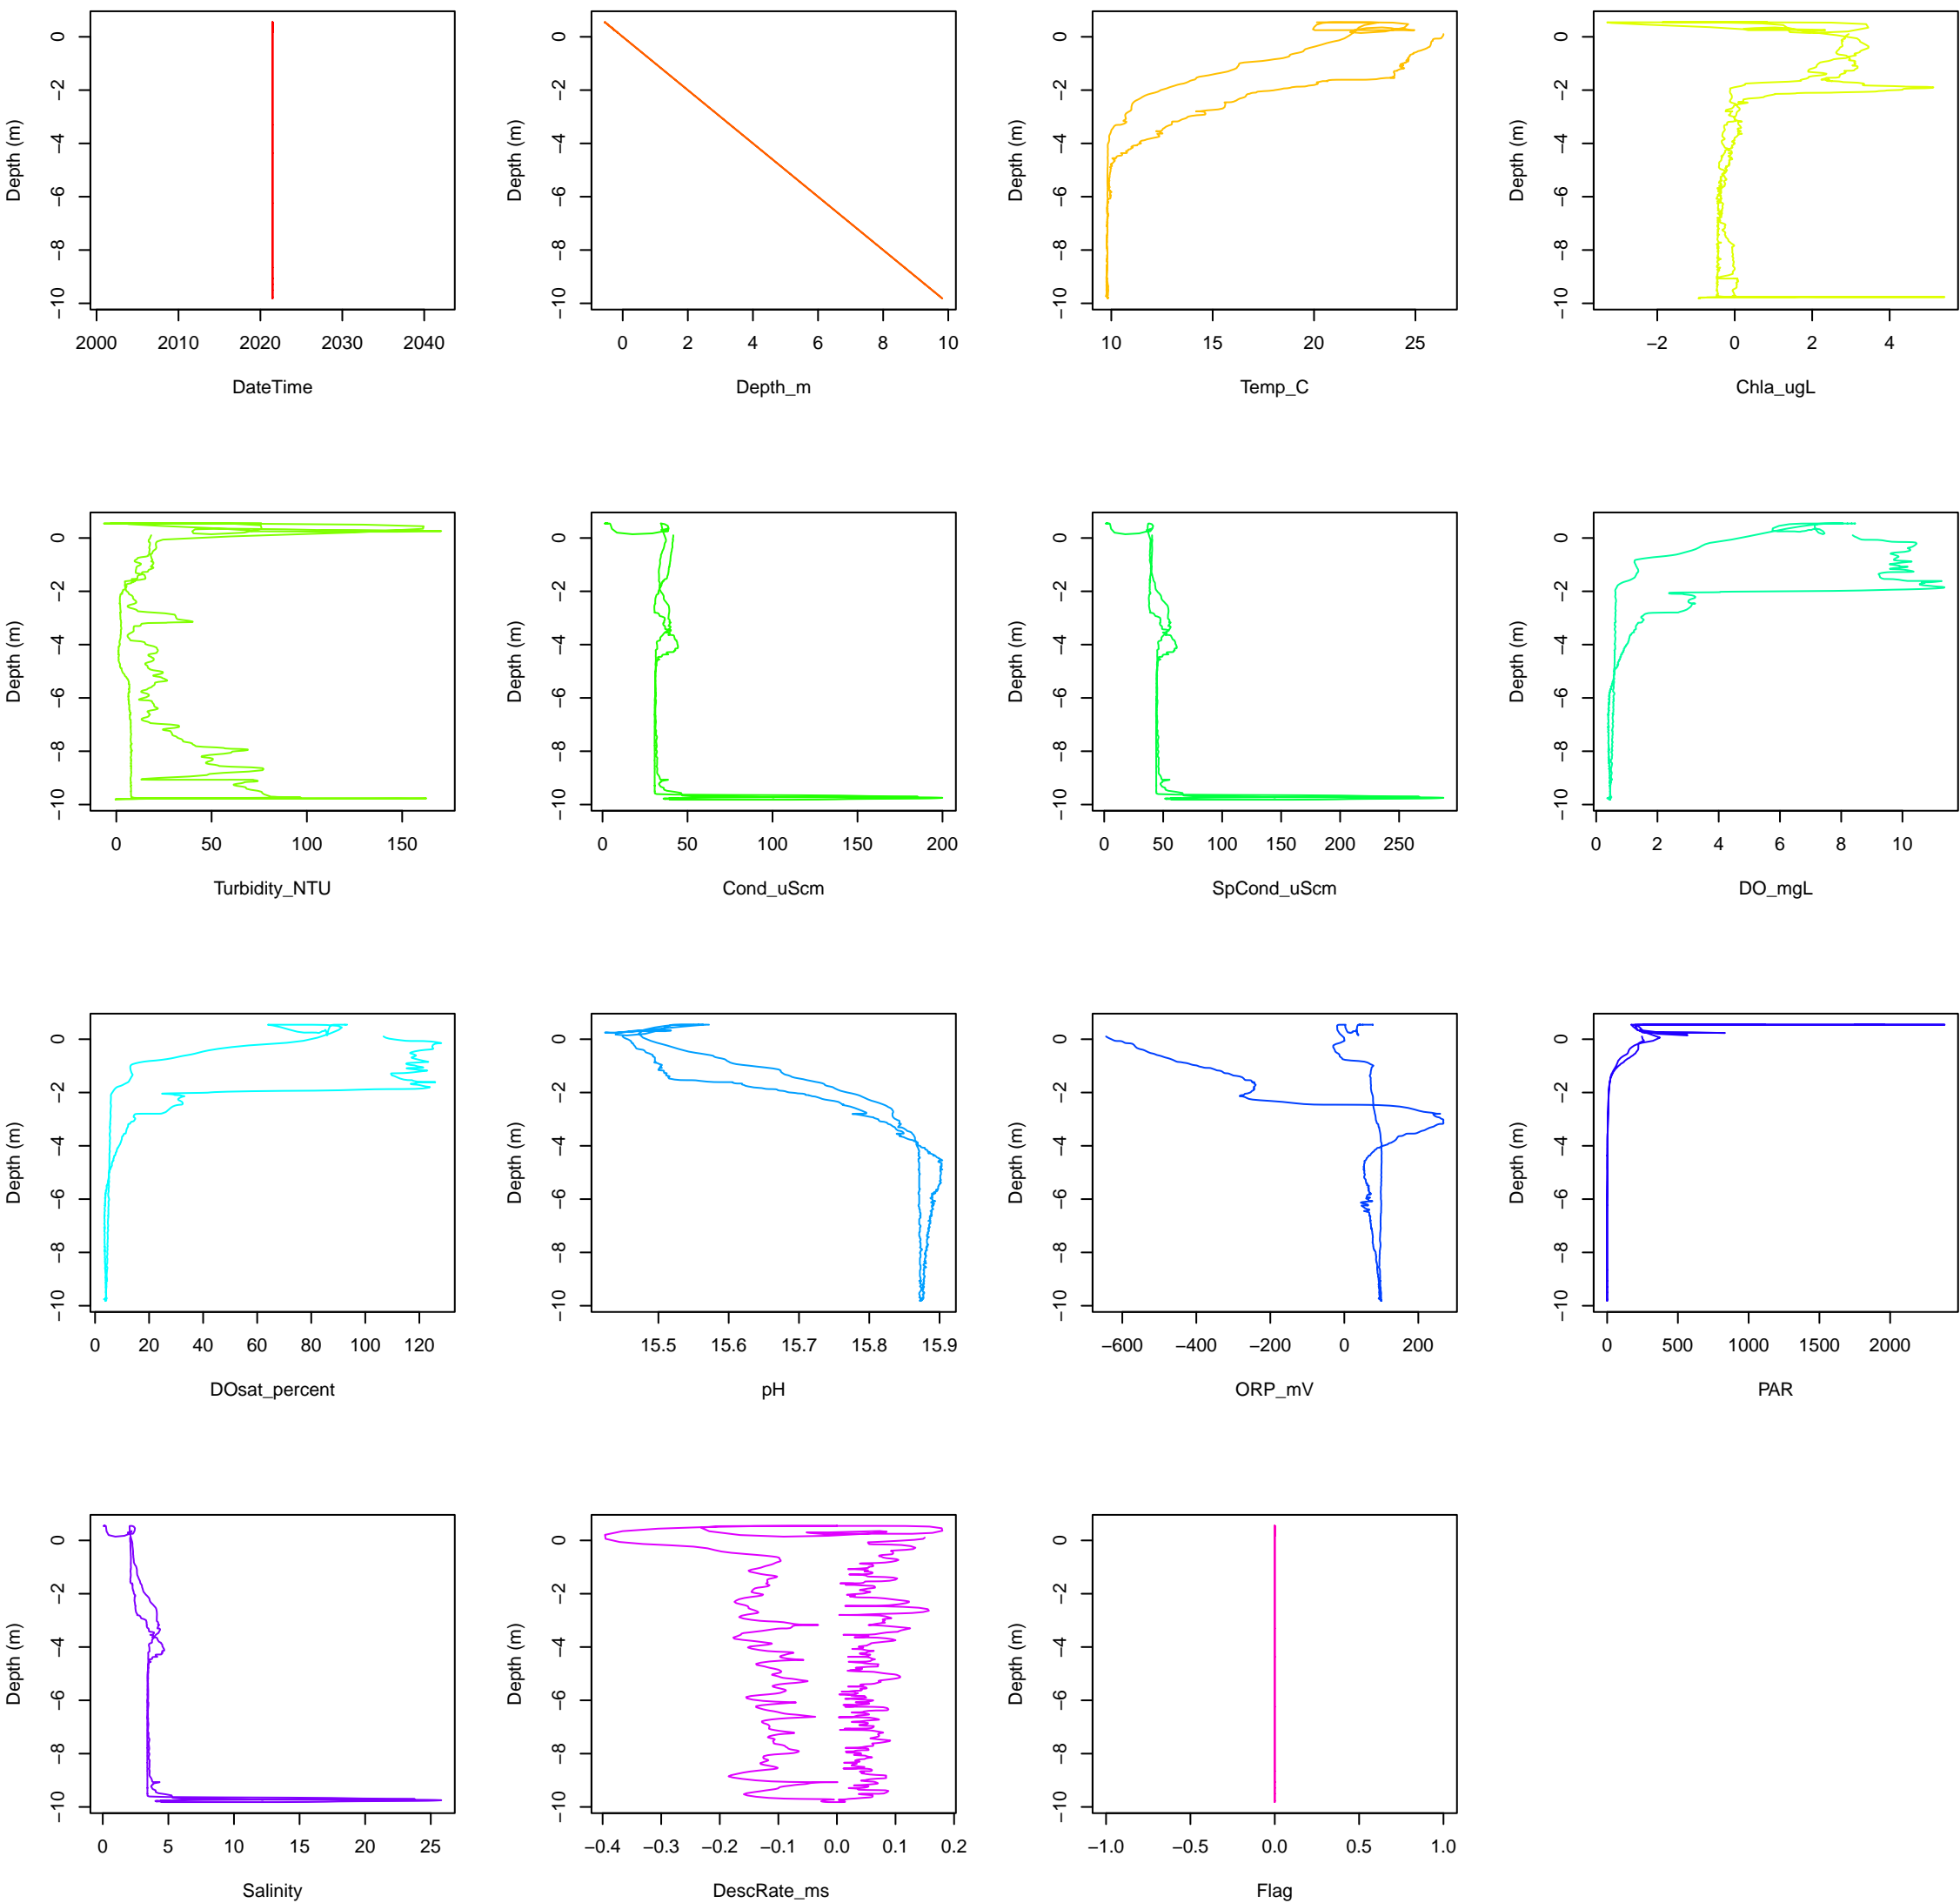 Depth (m)
0
−2
−4
−6
−8
−10
2000 2010 2020 2030 2040
DateTime
Depth (m)
0
−2
−4
−6
−8
−10
0 2 4 6 8 10
Depth_m
Depth (m)
0
−2
−4
−6
−8
−10
10 15 20 25
Temp_C
Depth (m)
0
−2
−4
−6
−8
−10
−2 0 2 4
Chla_ugL
Depth (m)
0
−2
−4
−6
−8
−10
0 50 100 150
Turbidity_NTU
Depth (m)
0
−2
−4
−6
−8
−10
0 50 100 150 200
Cond_uScm
Depth (m)
0
−2
−4
−6
−8
−10
0 50 100 150 200 250
SpCond_uScm
Depth (m)
0
−2
−4
−6
−8
−10
0 2 4 6 8 10
DO_mgL
Depth (m)
0
−2
−4
−6
−8
−10
0 20 40 60 80 100 120
DOsat_percent
Depth (m)
0
−2
−4
−6
−8
−10
15.5 15.6 15.7 15.8 15.9
pH
Depth (m)
0
−2
−4
−6
−8
−10
−600 −400 −200 0 200
ORP_mV
Depth (m)
0
−2
−4
−6
−8
−10
0 500 1000 1500 2000
PAR
Depth (m)
0
−2
−4
−6
−8
−10
0 5 10 15 20 25
Salinity
Depth (m)
0
−2
−4
−6
−8
−10
−0.4 −0.3 −0.2 −0.1 0.0 0.1 0.2
DescRate_ms
Depth (m)
0
−2
−4
−6
−8
−10
−1.0 −0.5 0.0 0.5 1.0
Flag